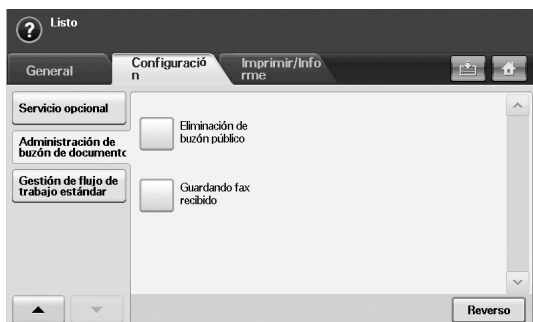 ?
Listo
General
Configuració
n
Imprimir/Info
rme
Servicio opcional
Administración de
buzón de documentc
Gestión de flujo de
trabajo estándar
Eliminación de
buzón público
Guardando fax
recibido
Reverso